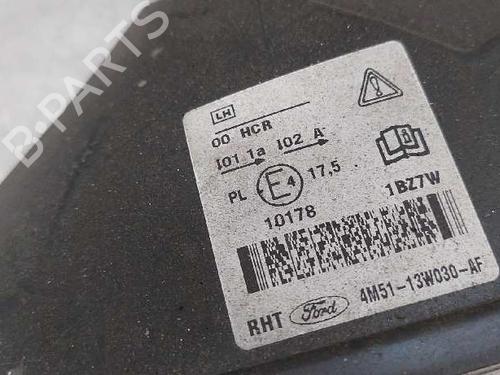 B-PARTS
LH
00 HCR
I01 1a I02 A
PL E4 17,5
10178 1BZ7W
RHT Ford 4M51-13W030-AF